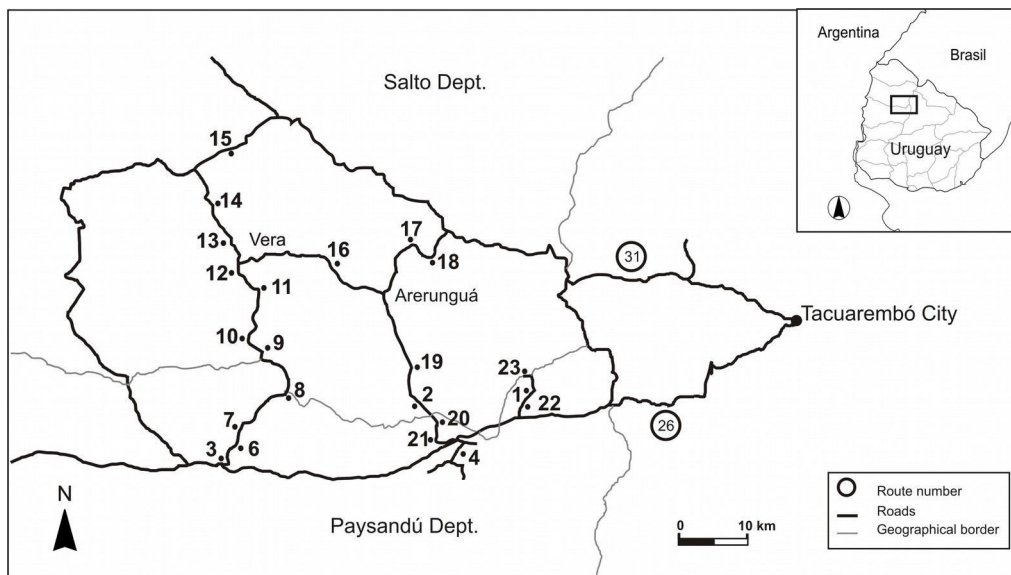 Argentina
Brasil
Uruguay
Salto Dept.
15
14
13
Vera
16
17
18
12
11
Arerunguá
31
Tacuarembó City
10
9
19
23
8
2
1
22
7
20
26
3
6
21
4
N
Paysandú Dept.
0 10 km
Route number
Roads
Geographical border